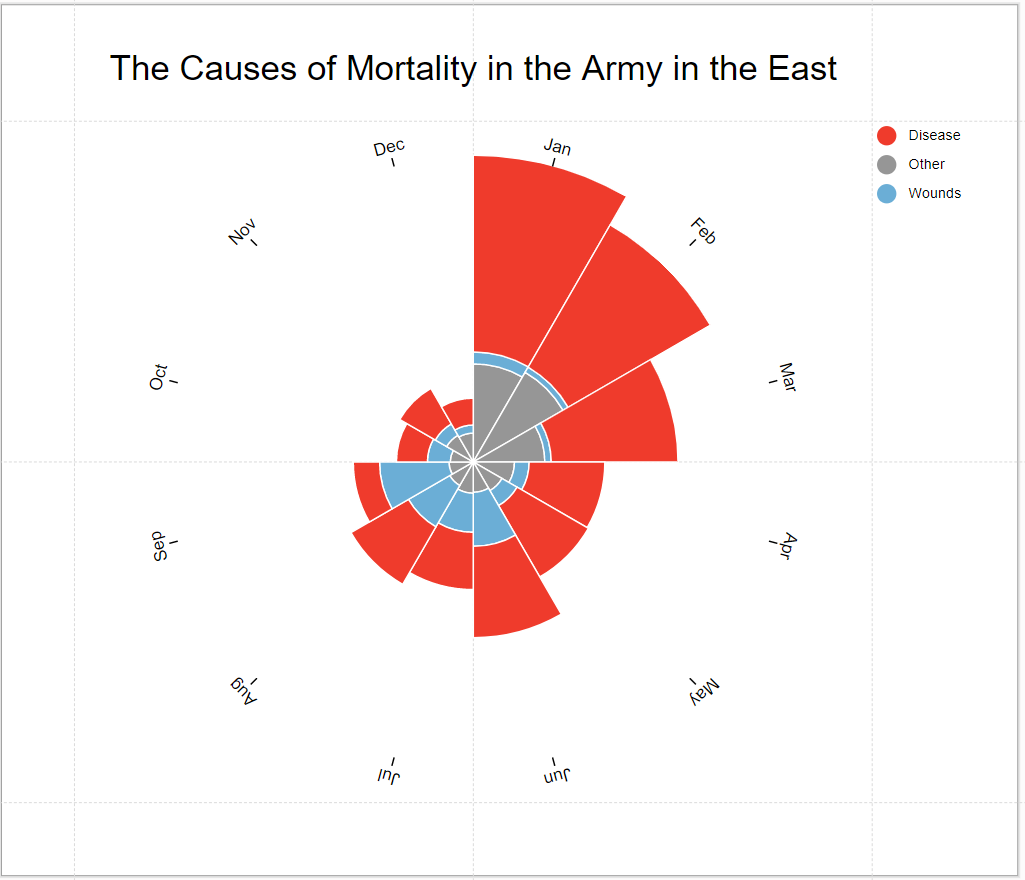 The Causes of Mortality in the Army in the East
Disease
Other
Wounds
Jan
Feb
Mar
Apr
May
Jun
Jul
Aug
Sep
Oct
Nov
Dec